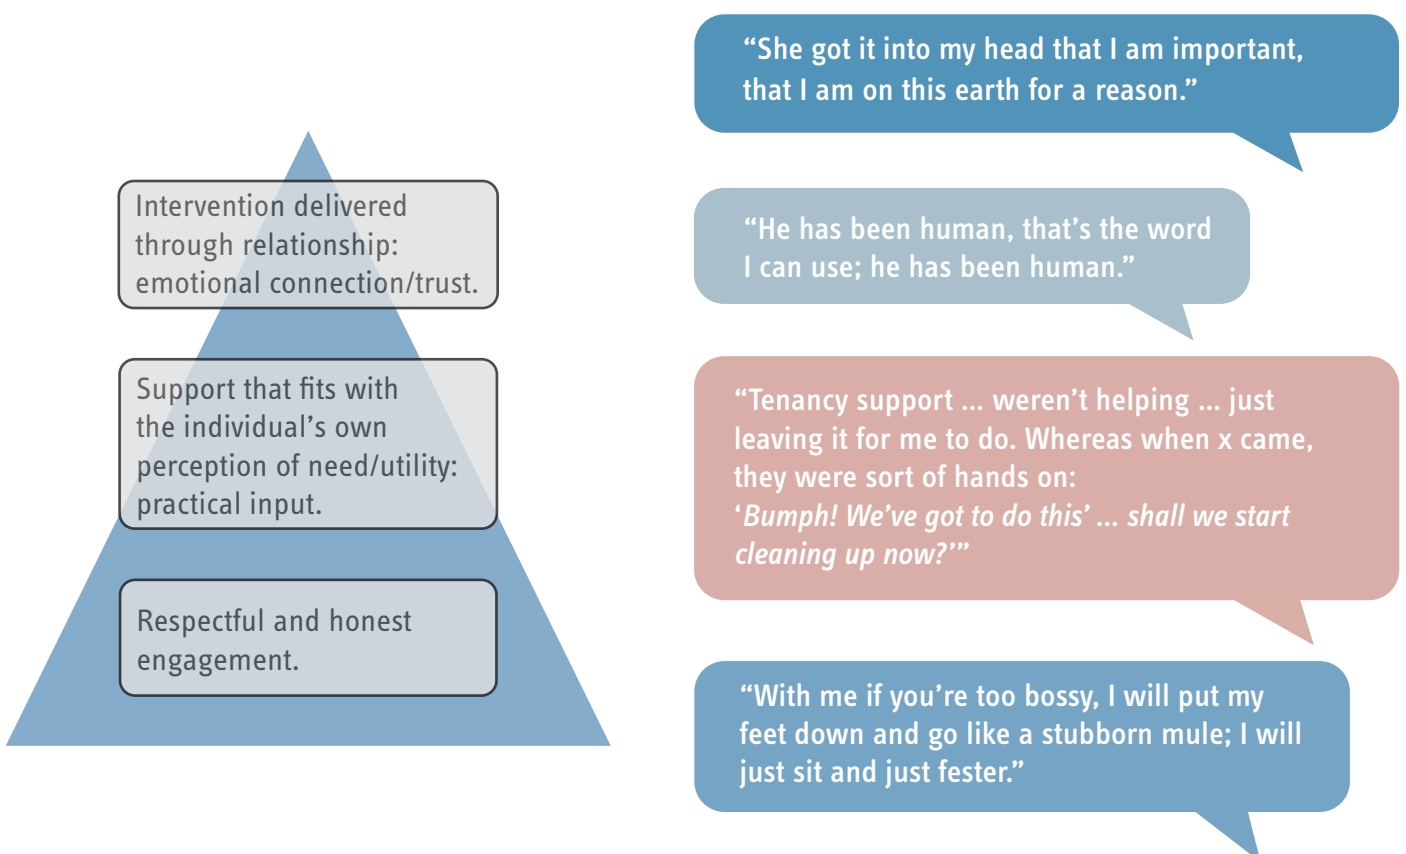 Intervention delivered
through relationship:
emotional connection/trust.
Support that fits with
the individual’s own
perception of need/utility:
practical input.
Respectful and honest
engagement.
“She got it into my head that I am important,
that I am on this earth for a reason.”
“He has been human, that’s the word
I can use; he has been human.”
“Tenancy support ... weren’t helping ... just
leaving it for me to do. Whereas when x came,
they were sort of hands on:
‘Bumph! We’ve got to do this’ ... shall we start
cleaning up now?’”
“With me if you’re too bossy, I will put my
feet down and go like a stubborn mule; I will
just sit and just fester.”